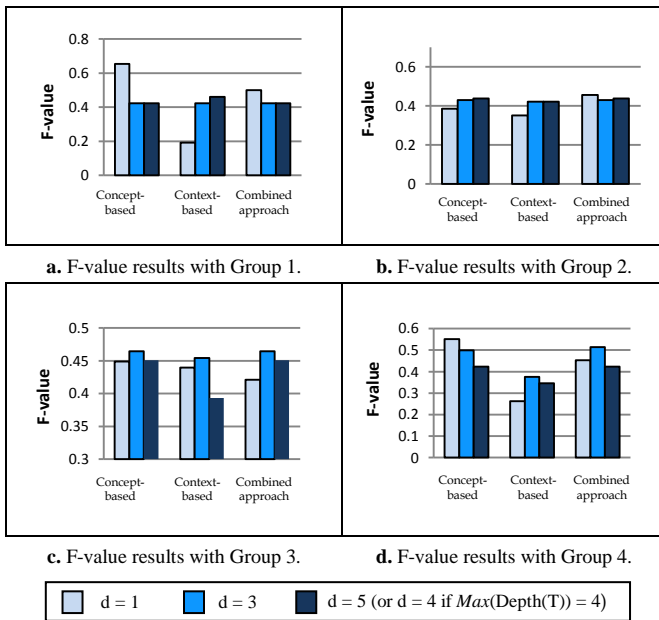 F-value
0.8
0.6
0.4
0.2
0
Concept-based
Context-based
Combined approach
a. F-value results with Group 1.
F-value
0.6
0.4
0.2
0
Concept-based
Context-based
Combined approach
b. F-value results with Group 2.
F-value
0.5
0.45
0.4
0.35
0.3
Concept-based
Context-based
Combined approach
c. F-value results with Group 3.
F-value
0.6
0.5
0.4
0.3
0.2
0.1
0
Concept-based
Context-based
Combined approach
d. F-value results with Group 4.
d = 1 d = 3 d = 5 (or d = 4 if Max(Depth(T)) = 4)